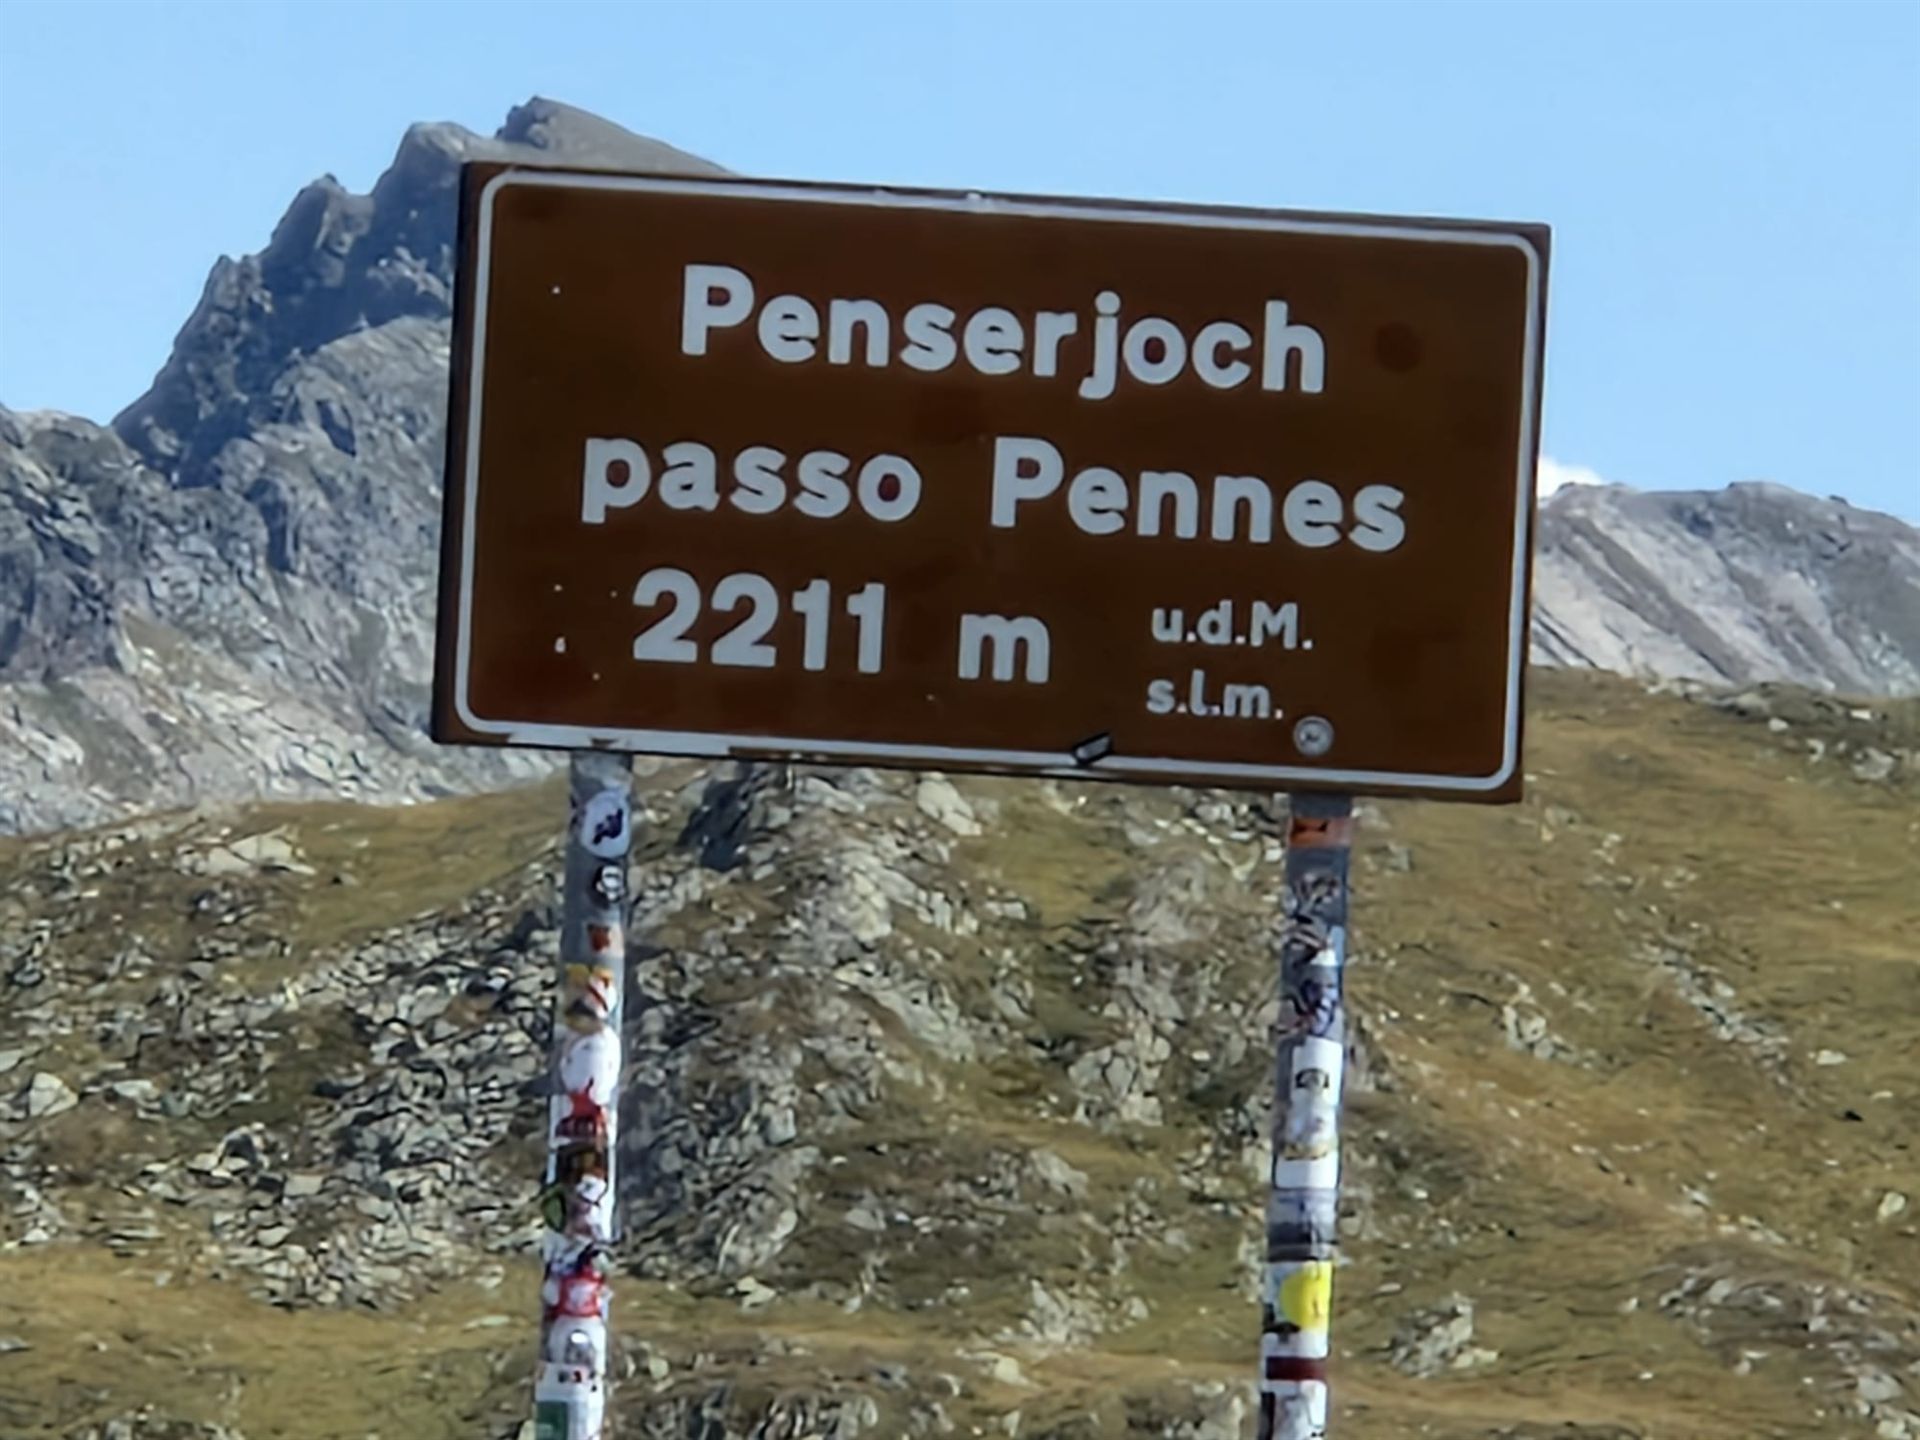 Penserjoch
passo Pennes
2211 m u.d.M.
s.l.m.